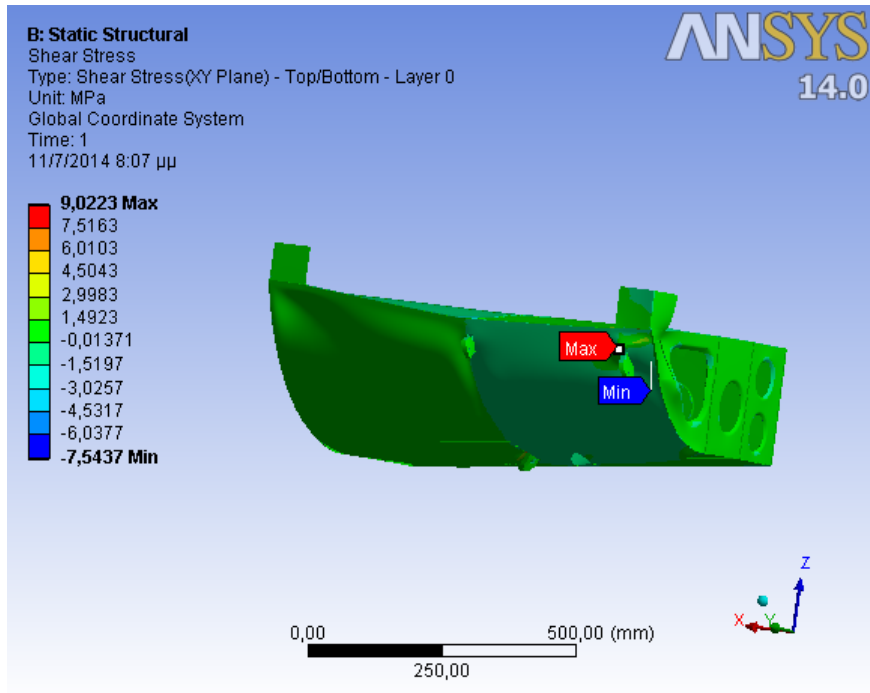 B: Static Structural
Shear Stress
Type: Shear Stress(XY Plane) - Top/Bottom - Layer 0
Unit: MPa
Global Coordinate System
Time: 1
11/7/2014 8:07 μμ
ANSYS
14.0
9,0223 Max
7,5163
6,0103
4,5043
2,9983
1,4923
-0,01371
-1,5197
-3,0257
-4,5317
-6,0377
-7,5437 Min
Max
Min
Z
X
Y
0,00
500,00 (mm)
250,00